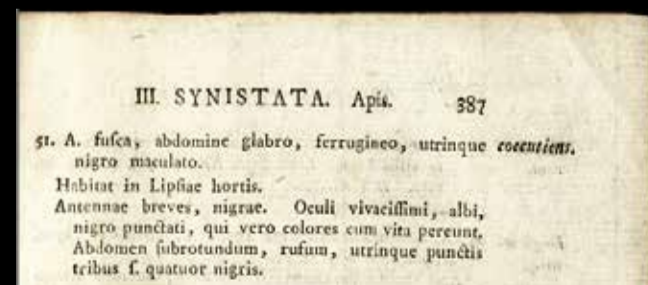 III. SYNISTATA. Apis. 387
51. A. fuſca, abdomine glabro, ferrugineo, utrinque coecutiens.
nigro maculato.
Habitat in Lipſiae hortis.
Antennae breves, nigrae. Oculi vivaciſſimi, albi,
nigro punctati, qui vero colores cum vita pereunt.
Abdomen ſubrotundum, rufum, utrinque punctis
tribus ſ. quatuor nigris.